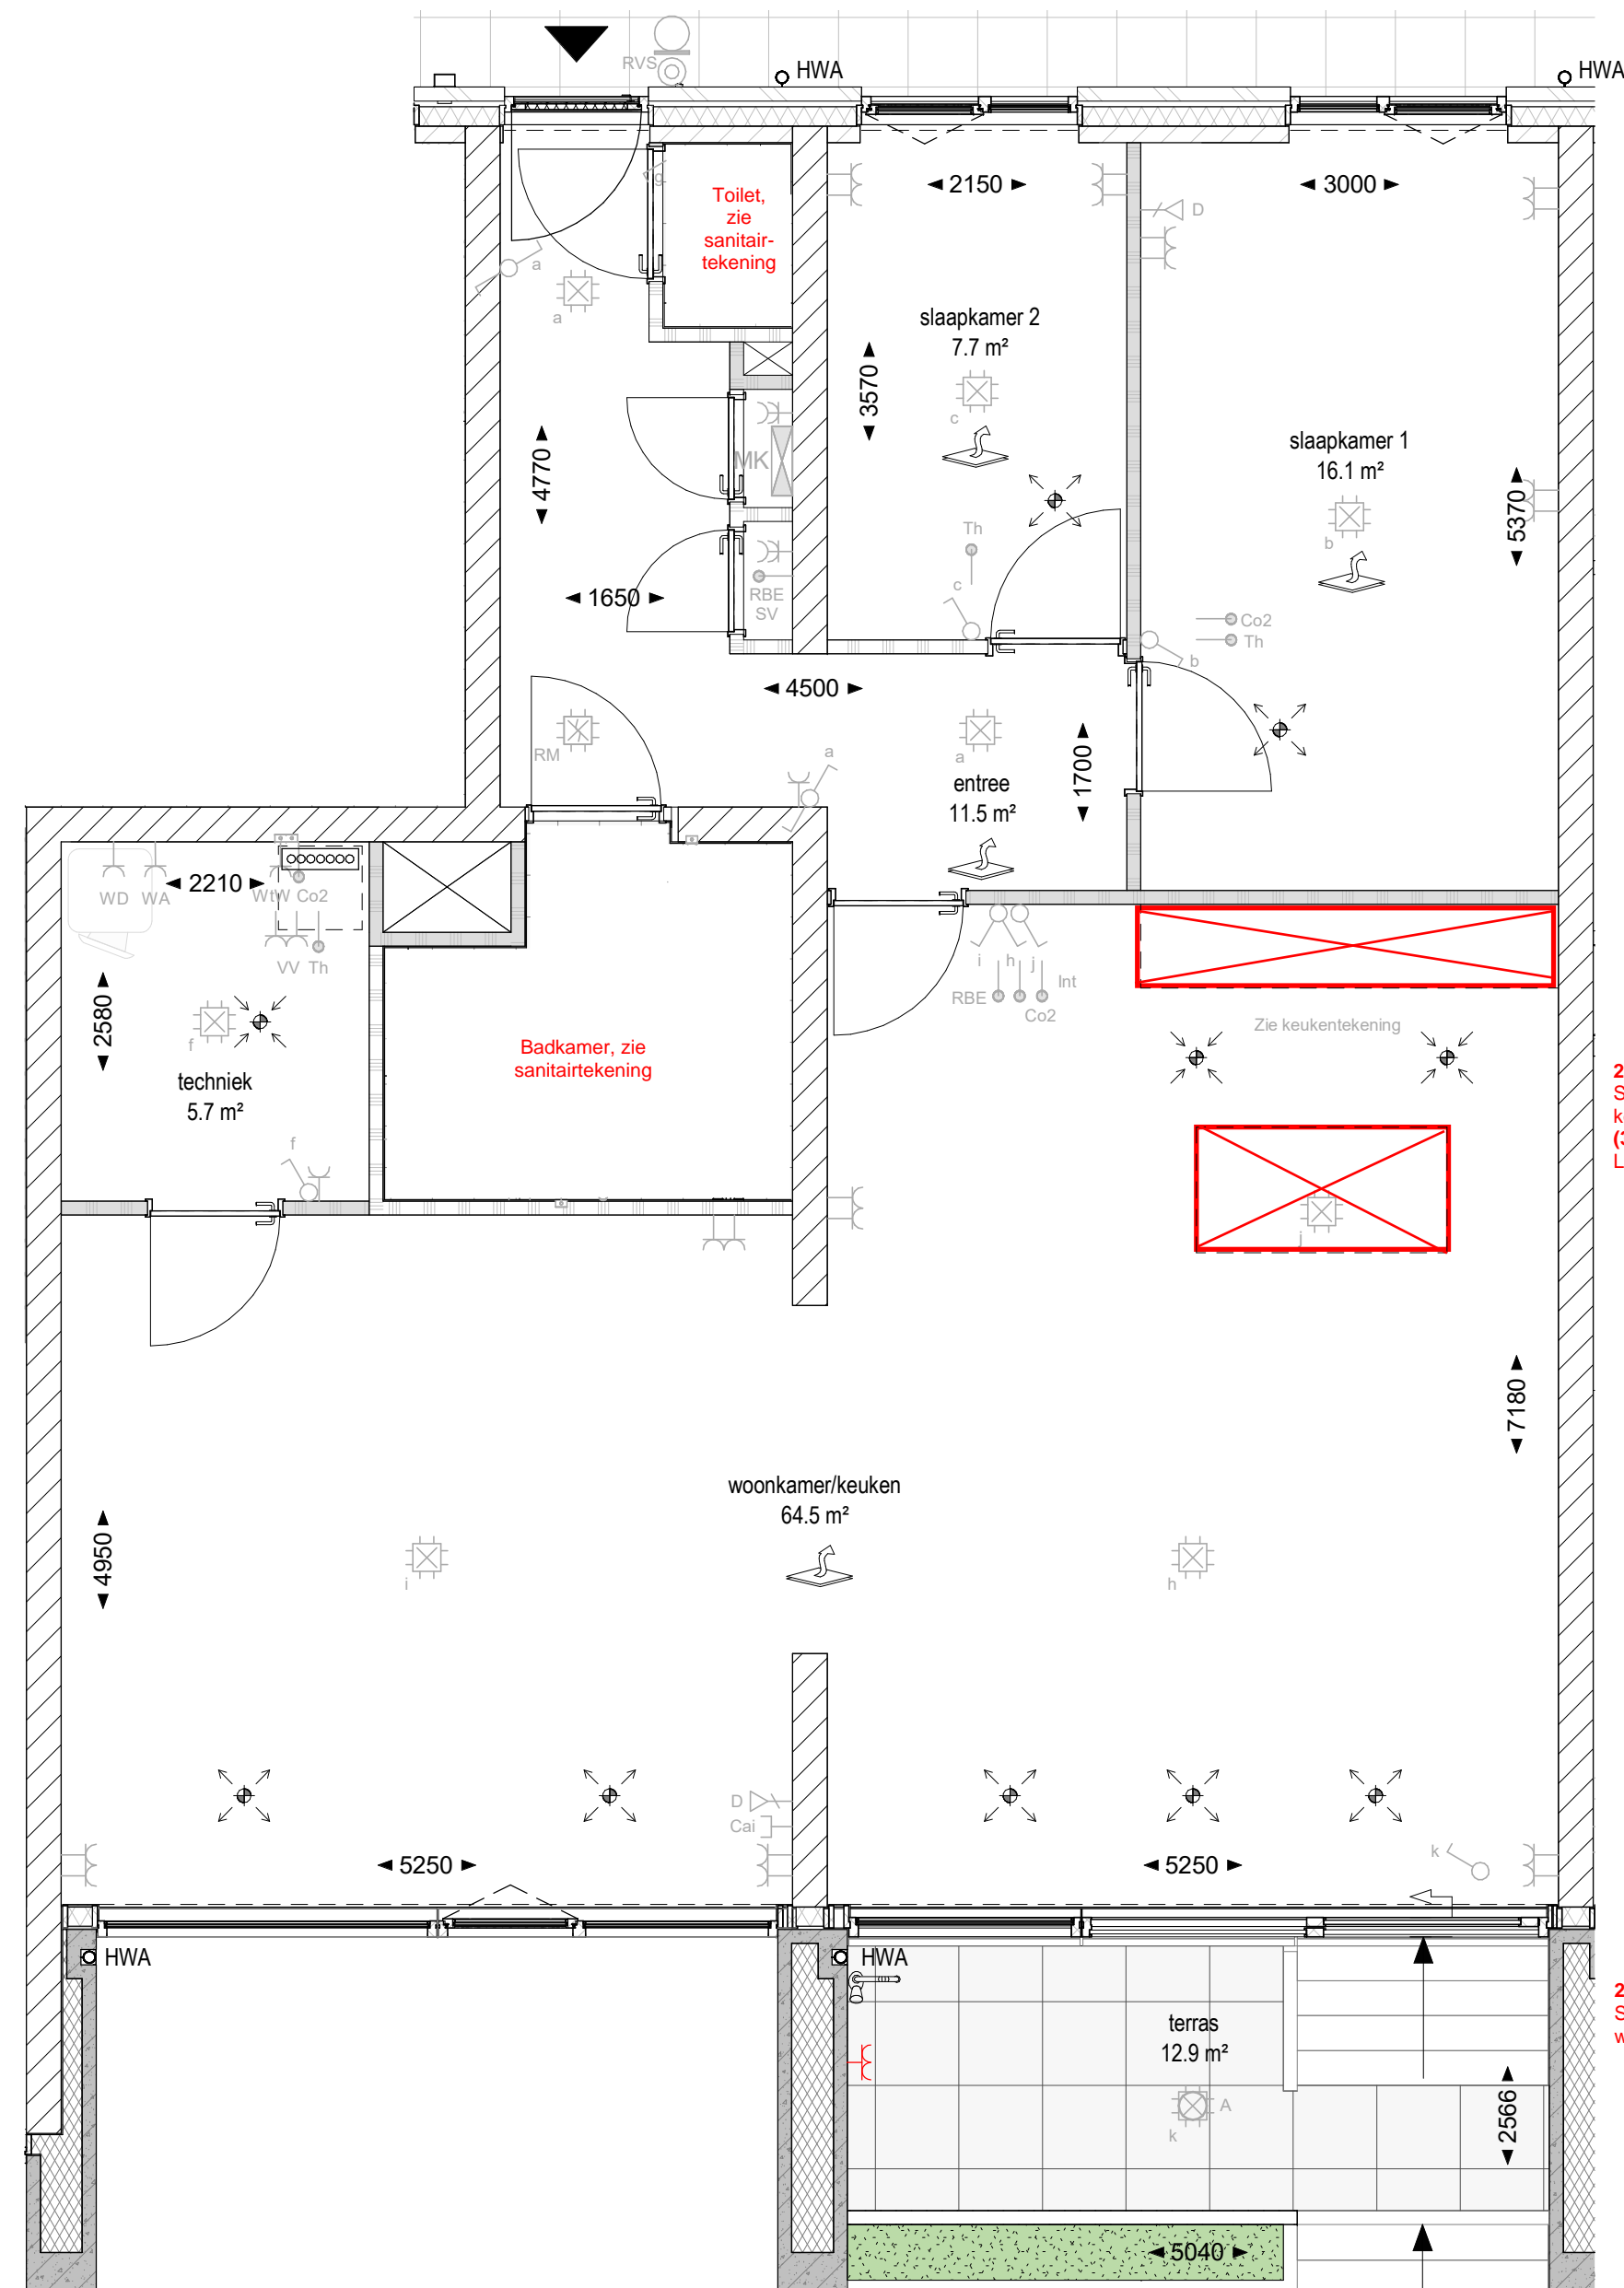 RVS
HWA
HWA
Toilet,
zie
sanitair-
tekening
2150
3000
D
a
a
slaapkamer 2
7.7 m²
3570
c
slaapkamer 1
16.1 m²
5370
b
4770
MK
Th
c
1650
RBE
SV
Co2
Th
b
4500
RM
a
a
1700
entree
11.5 m²
WD
WA
2210
WtW
Co2
VV
Th
i
h
j
Int
RBE
Co2
2580
f
Zie keukentekening
Badkamer, zie
sanitairtekening
techniek
5.7 m²
f
2
S
k
(3
L
j
7180
woonkamer/keuken
64.5 m²
4950
i
h
D
Cai
k
5250
5250
HWA
HWA
2
S
w
terras
12.9 m²
A
k
2566
5040